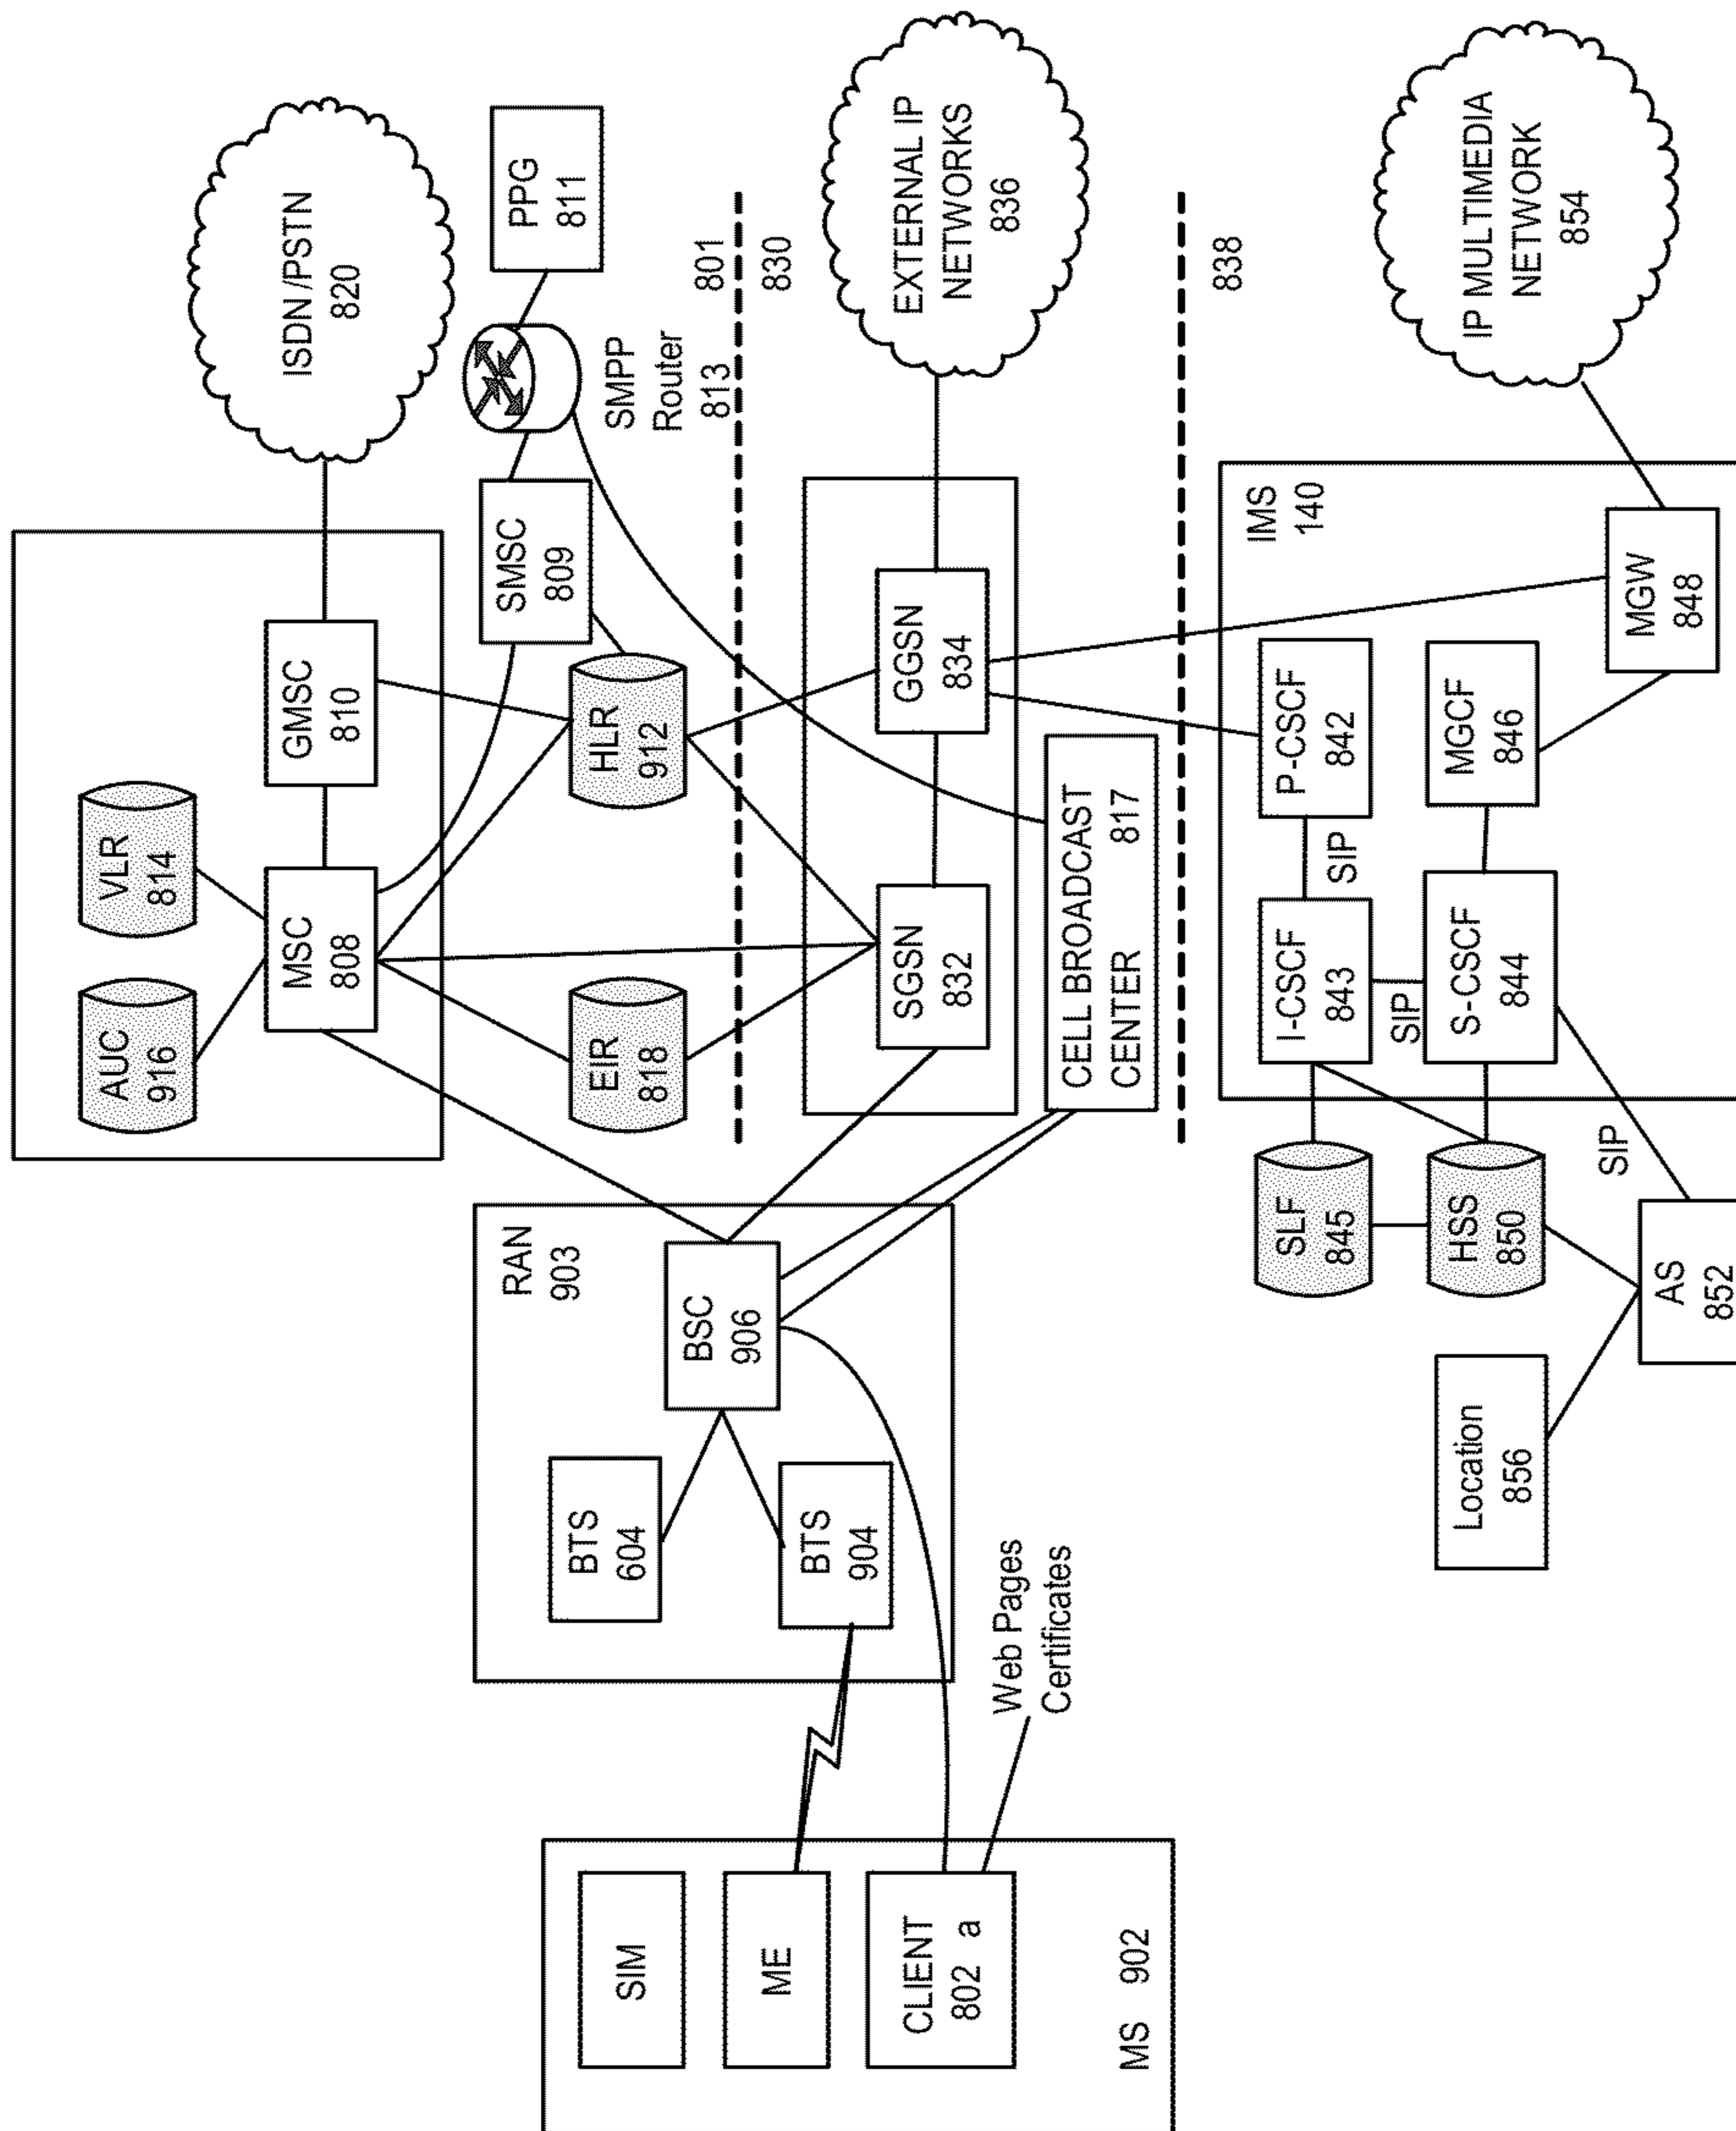 AUC
916
VLR
814
MSC
808
GMSC
810
ISDN /PSTN
820
SIM
ME
CLIENT
802 a
MS 902
Web Pages
Certificates
RAN
903
BTS
604
BTS
904
BSC
906
EIR
818
HLR
912
SMSC
809
SMPP
Router
813
PPG
811
801
830
SGSN
832
GGSN
834
EXTERNAL IP
NETWORKS
836
CELL BROADCAST
CENTER 817
838
SLF
845
HSS
850
Location
856
AS
852
SIP
I-CSCF
843
SIP
P-CSCF
842
SIP
S-CSCF
844
MGCF
846
IMS
140
MGW
848
IP MULTIMEDIA
NETWORK
854